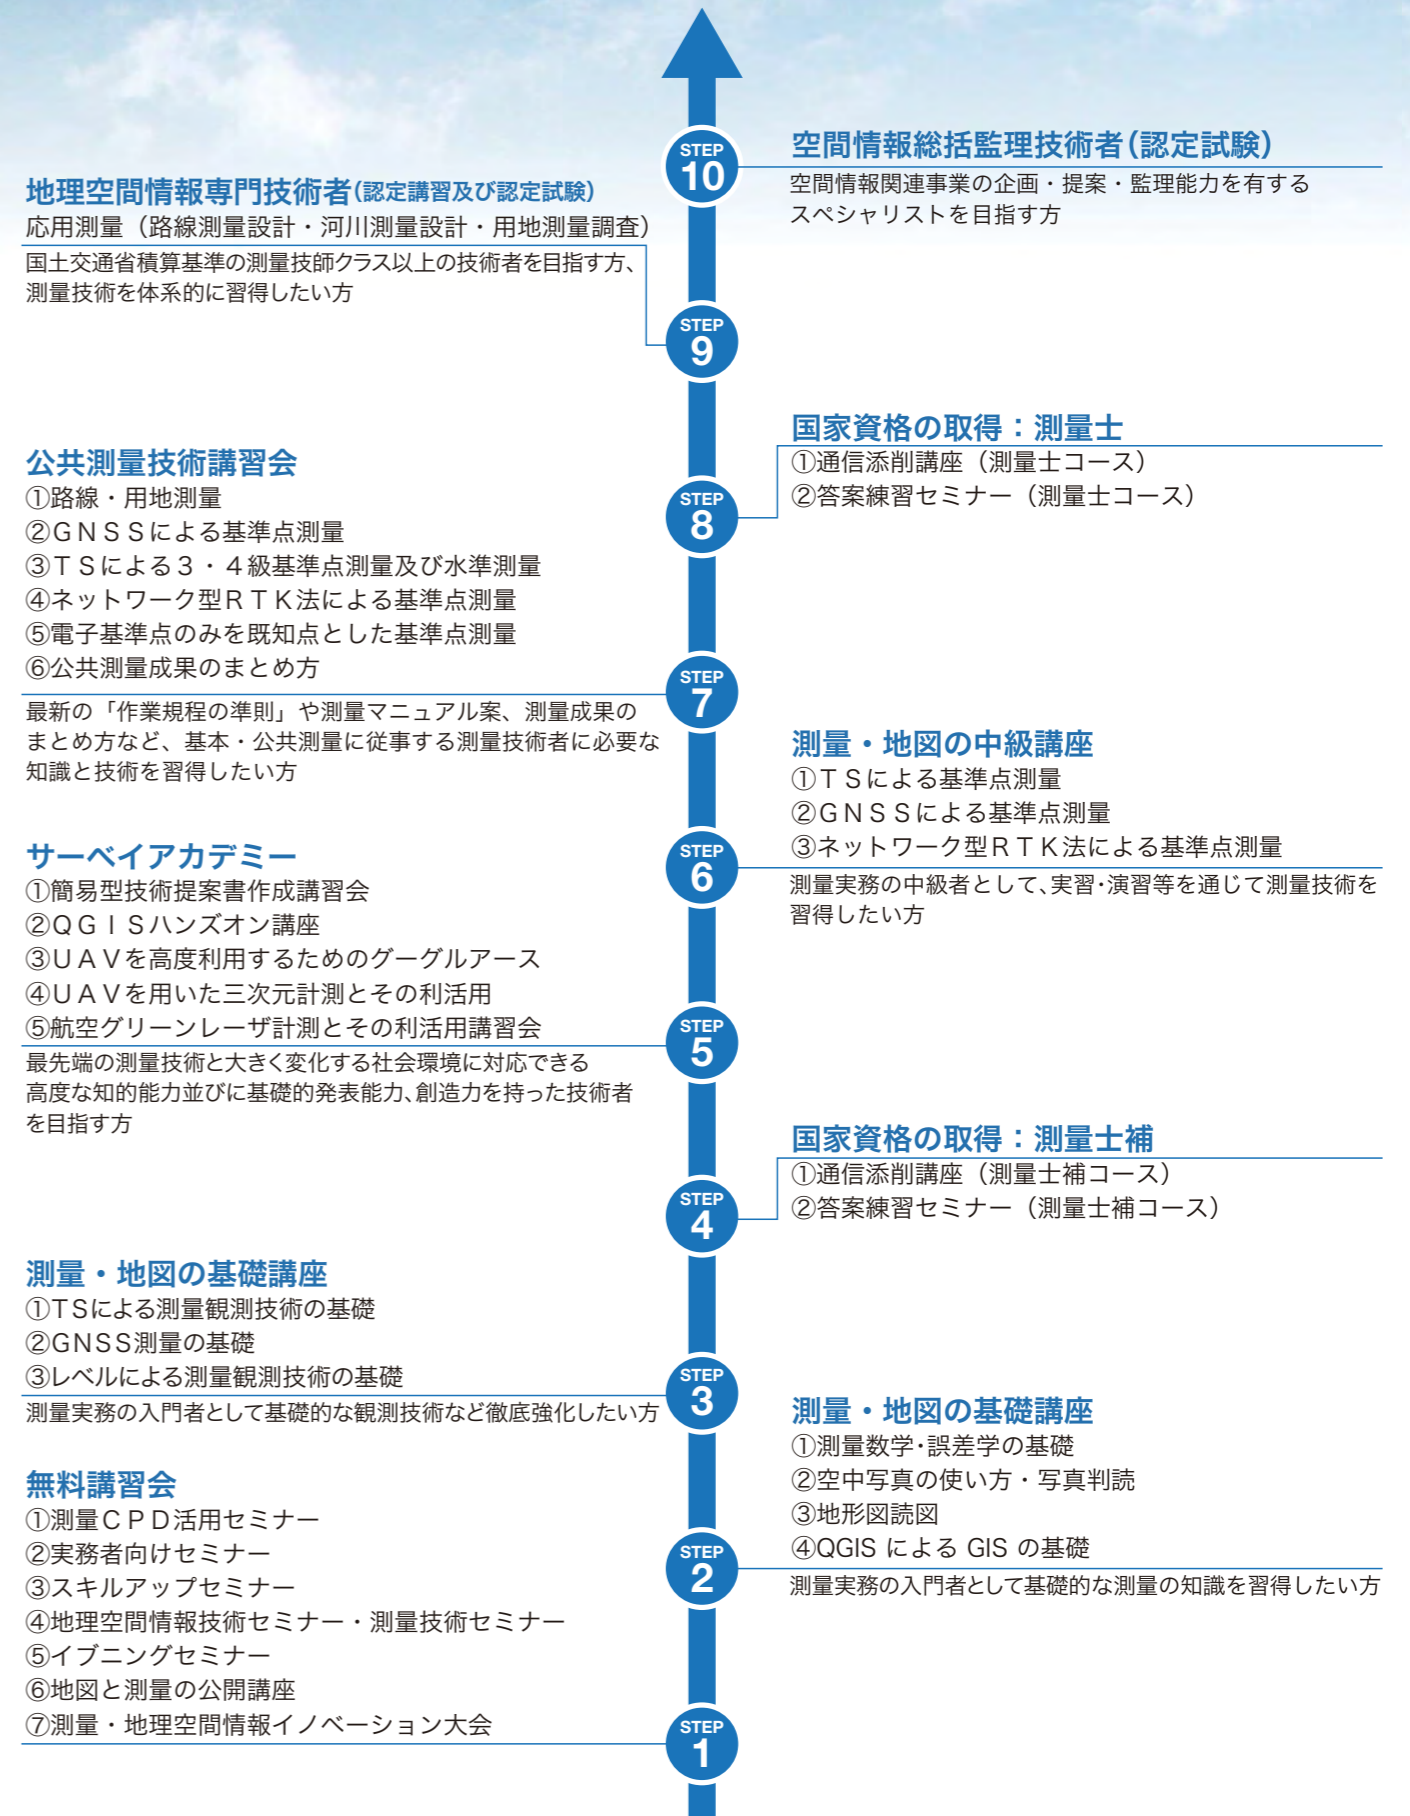 STEP
10
空間情報総括監理技術者（認定試験）
空間情報関連事業の企画・提案・監理能力を有する
スペシャリストを目指す方
地理空間情報専門技術者(認定講習及び認定試験)
応用測量（路線測量設計・河川測量設計・用地測量調査）
国土交通省積算基準の測量技師クラス以上の技術者を目指す方、
測量技術を体系的に習得したい方
STEP
9
国家資格の取得：測量士
①通信添削講座（測量士コース）
②答案練習セミナー（測量士コース）
STEP
8
公共測量技術講習会
①路線・用地測量
②ＧＮＳＳによる基準点測量
③ＴＳによる３・４級基準点測量及び水準測量
④ネットワーク型ＲＴＫ法による基準点測量
⑤電子基準点のみを既知点とした基準点測量
⑥公共測量成果のまとめ方
最新の「作業規程の準則」や測量マニュアル案、測量成果の
まとめ方など、基本・公共測量に従事する測量技術者に必要な
知識と技術を習得したい方
STEP
7
測量・地図の中級講座
①ＴＳによる基準点測量
②ＧＮＳＳによる基準点測量
③ネットワーク型ＲＴＫ法による基準点測量
測量実務の中級者として、実習・演習等を通じて測量技術を
習得したい方
STEP
6
サーベイアカデミー
①簡易型技術提案書作成講習会
②ＱＧＩＳハンズオン講座
③ＵＡＶを高度利用するためのグーグルアース
④ＵＡＶを用いた三次元計測とその利活用
⑤航空グリーンレーザ計測とその利活用講習会
最先端の測量技術と大きく変化する社会環境に対応できる
高度な知的能力並びに基礎的発表能力、創造力を持った技術者
を目指す方
STEP
5
国家資格の取得：測量士補
①通信添削講座（測量士補コース）
②答案練習セミナー（測量士補コース）
STEP
4
測量・地図の基礎講座
①TSによる測量観測技術の基礎
②GNSS測量の基礎
③レベルによる測量観測技術の基礎
測量実務の入門者として基礎的な観測技術など徹底強化したい方
STEP
3
測量・地図の基礎講座
①測量数学・誤差学の基礎
②空中写真の使い方・写真判読
③地形図読図
④QGIS による GIS の基礎
測量実務の入門者として基礎的な測量の知識を習得したい方
STEP
2
無料講習会
①測量ＣＰＤ活用セミナー
②実務者向けセミナー
③スキルアップセミナー
④地理空間情報技術セミナー・測量技術セミナー
⑤イブニングセミナー
⑥地図と測量の公開講座
⑦測量・地理空間情報イノベーション大会
STEP
1